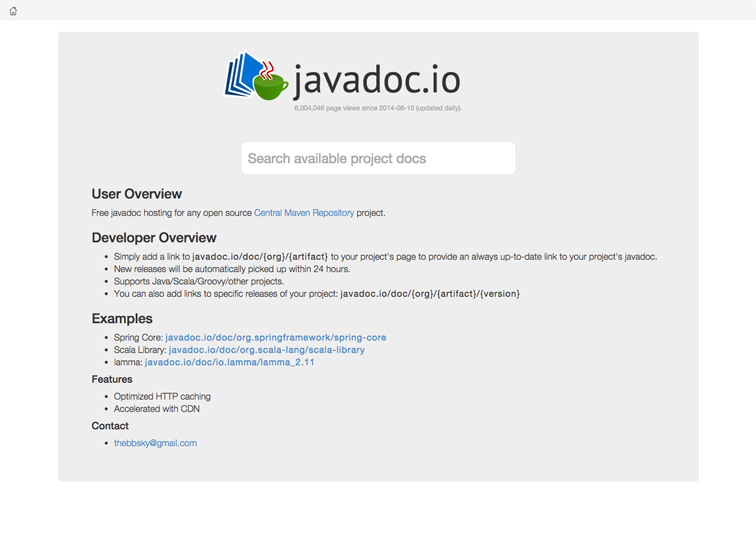 javadoc.io
6,004,046 page views since 2014-06-10 (updated daily).
Search available project docs
User Overview
Free javadoc hosting for any open source Central Maven Repository project.
Developer Overview
Simply add a link to javadoc.io/doc/{org}/{artifact} to your project's page to provide an always up-to-date link to your project's javadoc.
New releases will be automatically picked up within 24 hours.
Supports Java/Scala/Groovy/other projects.
You can also add links to specific releases of your project: javadoc.io/doc/{org}/{artifact}/{version}
Examples
Spring Core: javadoc.io/doc/org.springframework/spring-core
Scala Library: javadoc.io/doc/org.scala-lang/scala-library
lamma: javadoc.io/doc/io.lamma/lamma_2.11
Features
Optimized HTTP caching
Accelerated with CDN
Contact
thebbsky@gmail.com